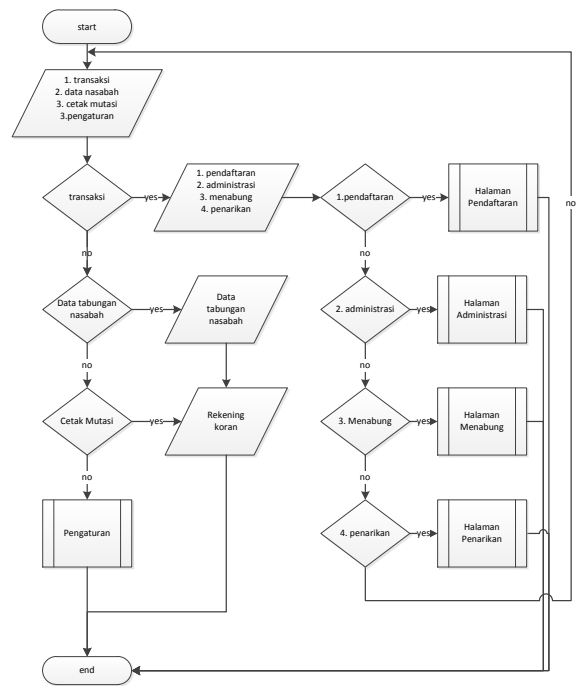 start
1. transaksi
2. data nasabah
3. cetak mutasi
3.pengaturan
transaksi
yes
1. pendaftaran
2. administrasi
3. menabung
4. penarikan
1.pendaftaran
yes
Halaman
Pendaftaran
no
no
no
Data tabungan
nasabah
yes
Data
tabungan
nasabah
2. administrasi
yes
Halaman
Administrasi
no
no
Cetak Mutasi
yes
Rekening
koran
3. Menabung
yes
Halaman
Menabung
no
no
Pengaturan
4. penarikan
yes
Halaman
Penarikan
end